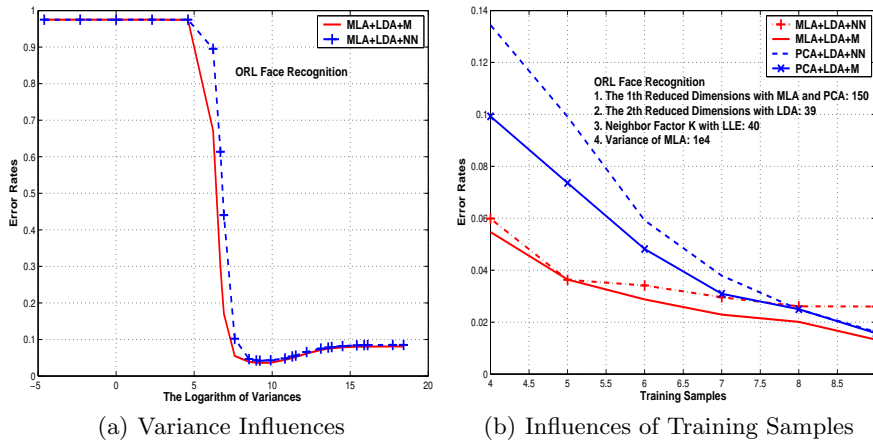 1
0.9
0.8
0.7
0.6
0.5
0.4
0.3
0.2
0.1
0
Error Rates
−5
0
5
10
15
20
The Logarithm of Variances
MLA+LDA+M
MLA+LDA+NN
ORL Face Recognition
(a) Variance Influences
0.14
0.12
0.1
0.08
0.06
0.04
0.02
0
Error Rate
4
4.5
5
5.5
6
6.5
7
7.5
8
8.5
9
Training Samples
MLA+LDA+NN
MLA+LDA+M
PCA+LDA+NN
PCA+LDA+M
ORL Face Recognition
1. The 1th Reduced Dimensions with MLA and PCA: 150
2. The 2th Reduced Dimensions with LDA: 39
3. Neighbor Factor K with LLE: 40
4. Variance of MLA: 1e4
(b) Influences of Training Samples